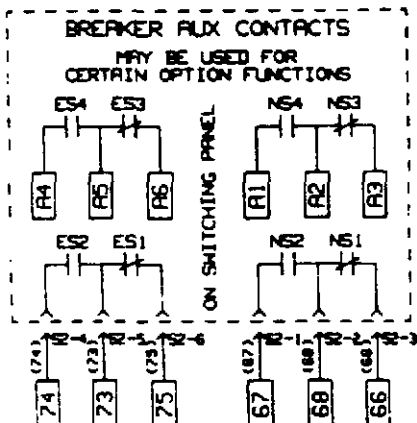 BREAKER AUX CONTACTS
MAY BE USED FOR
CERTAIN OPTION FUNCTIONS
ES4 ES3 NS4 NS3
A4 A5 A6 A1 A2 A3
ON SWITCHING PANEL
ES2 ES1 NS2 NS1
(74) (73) (75) (67) (68)
74 73 75 67 68 66